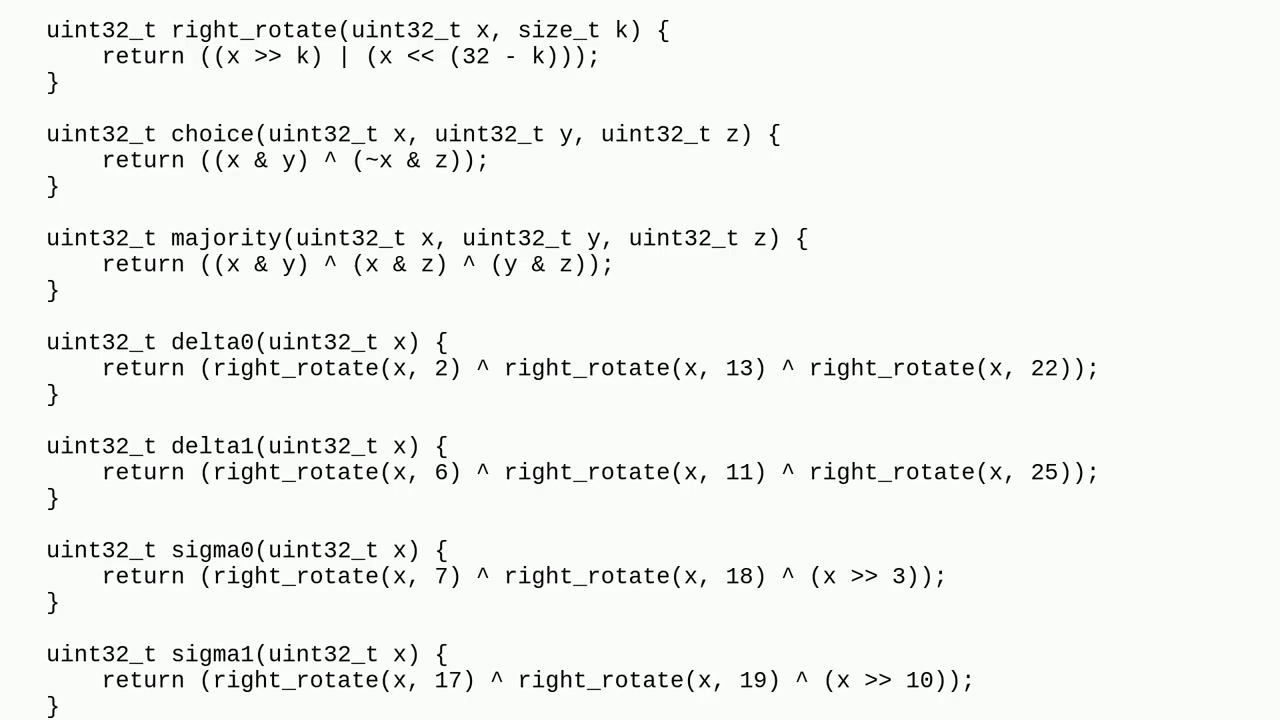 uint32_t right_rotate(uint32_t x, size_t k) {
    return ((x >> k) | (x << (32 - k)));
}

uint32_t choice(uint32_t x, uint32_t y, uint32_t z) {
    return ((x & y) ^ (~x & z));
}

uint32_t majority(uint32_t x, uint32_t y, uint32_t z) {
    return ((x & y) ^ (x & z) ^ (y & z));
}

uint32_t delta0(uint32_t x) {
    return (right_rotate(x, 2) ^ right_rotate(x, 13) ^ right_rotate(x, 22));
}

uint32_t delta1(uint32_t x) {
    return (right_rotate(x, 6) ^ right_rotate(x, 11) ^ right_rotate(x, 25));
}

uint32_t sigma0(uint32_t x) {
    return (right_rotate(x, 7) ^ right_rotate(x, 18) ^ (x >> 3));
}

uint32_t sigma1(uint32_t x) {
    return (right_rotate(x, 17) ^ right_rotate(x, 19) ^ (x >> 10));
}